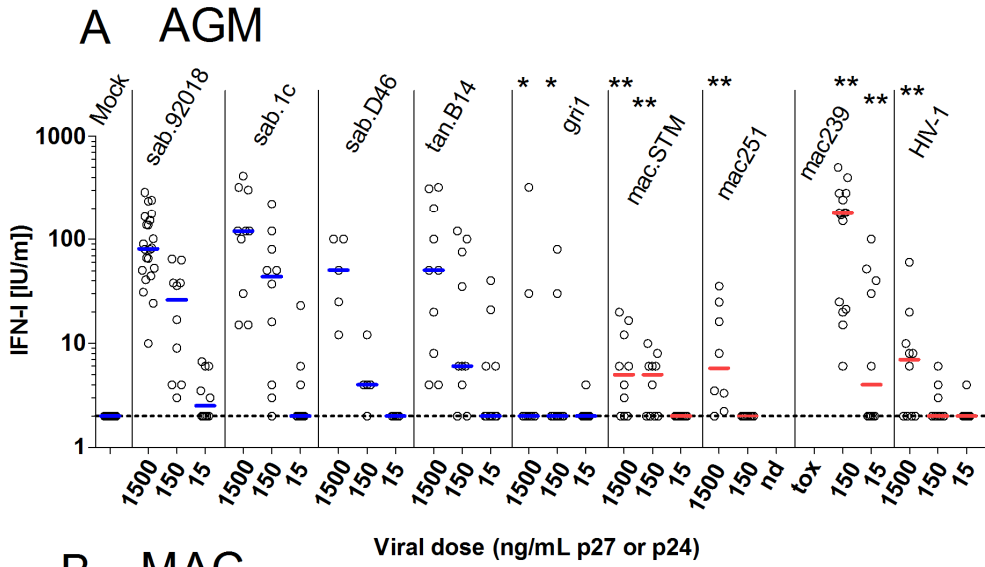 A AGM
* * ** ** ** ** ** **
Mock sab.92018 sab.1c sab.D46 tan.B14 gri1 mac.STM mac251 mac239 HIV-1
IFN-I [IU/m])
1000
100
10
1
1500 150 15 1500 150 15 1500 150 15 1500 150 15 1500 150 15 1500 150 15 1500 150 nd tox 150 15 1500 150 15
Viral dose (ng/mL p27 or p24)
B MAC